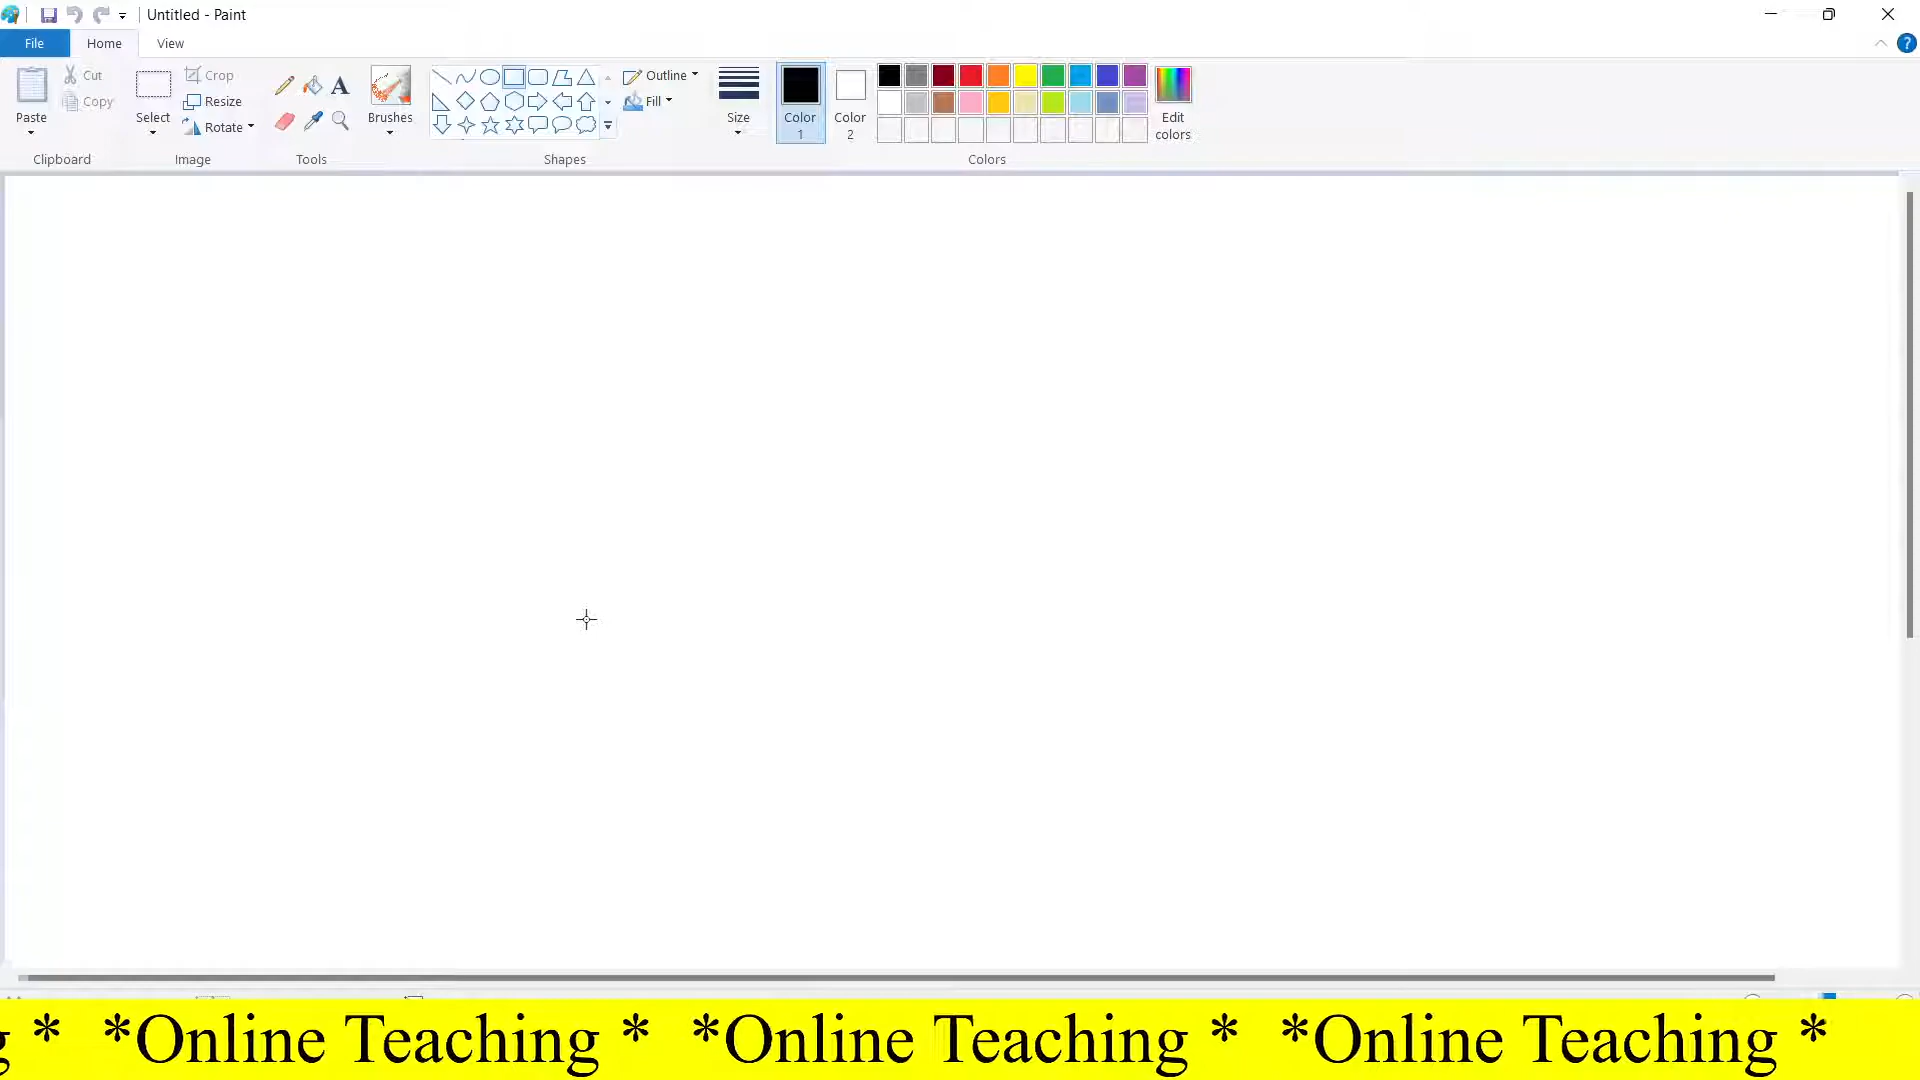 Untitled - Paint
File
Home
View
Paste
Cut
Copy
Clipboard
Select
Crop
Resize
Rotate
Image
A
Tools
Brushes
Outline
Fill
Shapes
Size
Color
1
Color
2
Edit
colors
Colors
?
g * *Online Teaching * *Online Teaching * *Online Teaching *